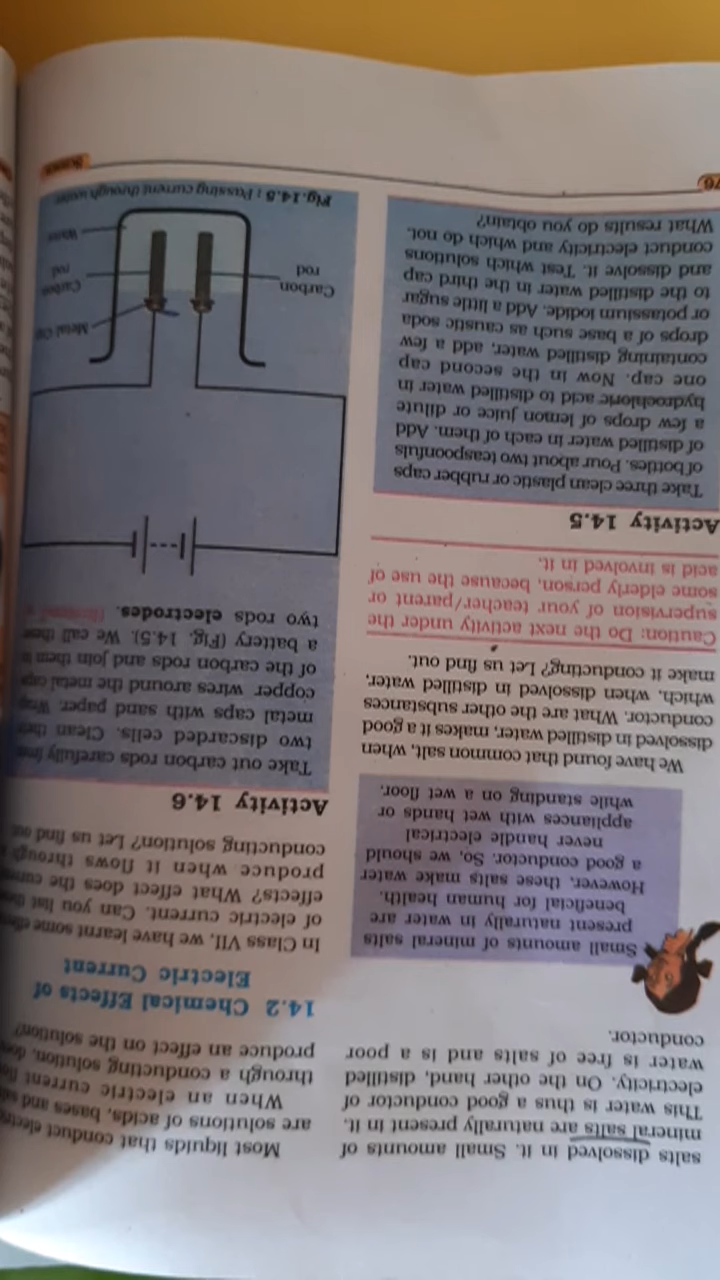 salts dissolved in it. Small amounts of
mineral salts are naturally present in it.
This water is thus a good conductor of
electricity. On the other hand, distilled
water is free of salts and is a poor
conductor.
Small amounts of mineral salts
present naturally in water are
beneficial for human health.
However, these salts make water
a good conductor. So, we should
never handle electrical
appliances with wet hands or
while standing on a wet floor.
We have found that common salt, when
dissolved in distilled water, makes it a good
conductor. What are the other substances
which, when dissolved in distilled water,
make it conducting? Let us find out.
Caution: Do the next activity under the
supervision of your teacher/parent or
some elderly person, because the use of
acid is involved in it.
Activity 14.5
Take three clean plastic or rubber caps
of bottles. Pour about two teaspoonfuls
of distilled water in each of them. Add
a few drops of lemon juice or dilute
hydrochloric acid to distilled water in
one cap. Now in the second cap
containing distilled water, add a few
drops of a base such as caustic soda
or potassium iodide. Add a little sugar
to the distilled water in the third cap
and dissolve it. Test which solutions
conduct electricity and which do not.
What results do you obtain?
76
Most liquids that conduct
are solutions of acids, bases and
When an electric current
through a conducting solution,
produce an effect on the solution?
14.2 Chemical Effects of
Electric Current
In Class VII, we have learnt some
of electric current. Can you list
effects? What effect does the
produce when it flows through
conducting solution? Let us find out.
Activity 14.6
Take out carbon rods carefully from
two discarded cells. Clean their
metal caps with sand paper. Wrap
copper wires around the metal caps
of the carbon rods and join them to
a battery (Fig. 14.5). We call these
two rods electrodes.
Metal Cap
Carbon
rod
Carbon
rod
Water
Fig.14.5 : Passing current through water
Science